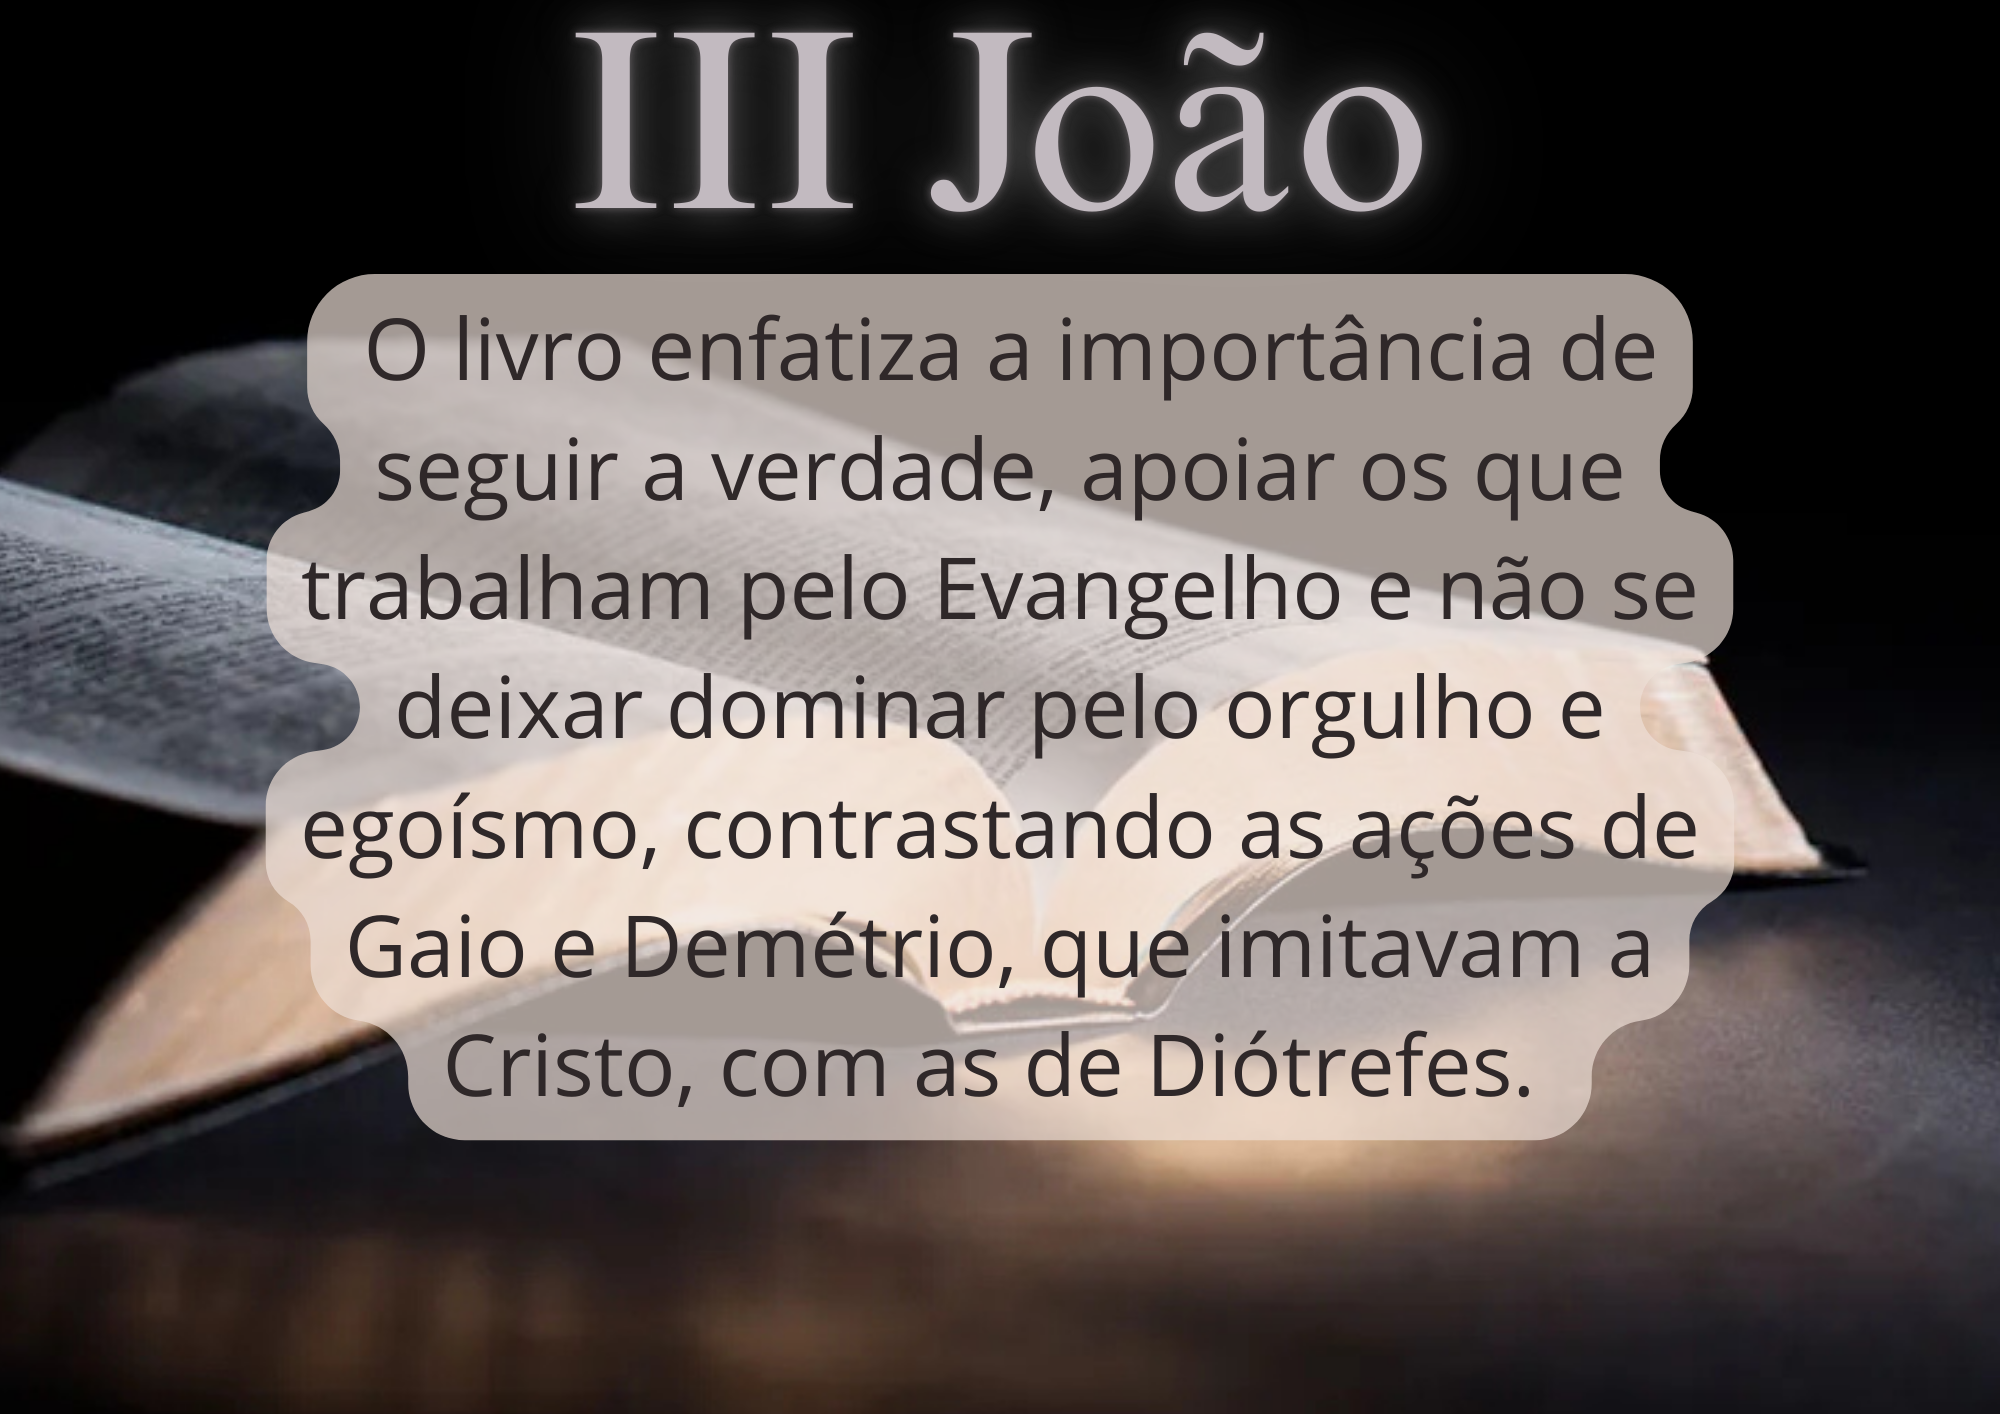 III João
O livro enfatiza a importância de
seguir a verdade, apoiar os que
trabalham pelo Evangelho e não se
deixar dominar pelo orgulho e
egoísmo, contrastando as ações de
Gaio e Demétrio, que imitavam a
Cristo, com as de Diótrefes.